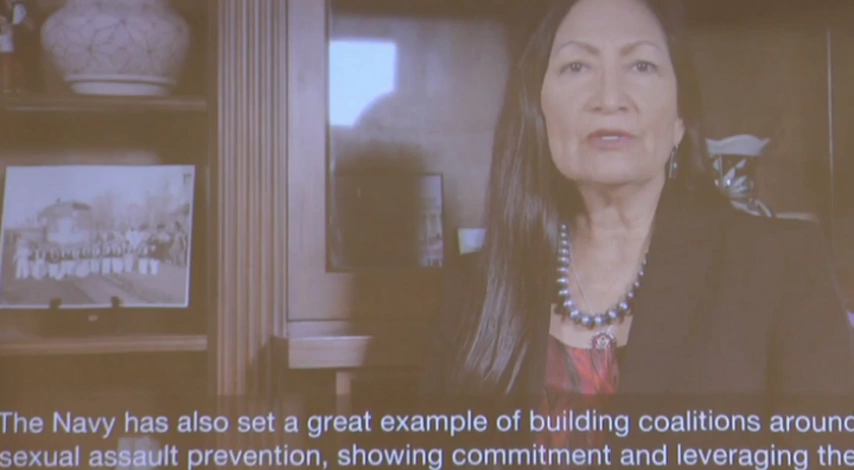 The Navy has also set a great example of building coalitions around
sexual assault prevention, showing commitment and leveraging the